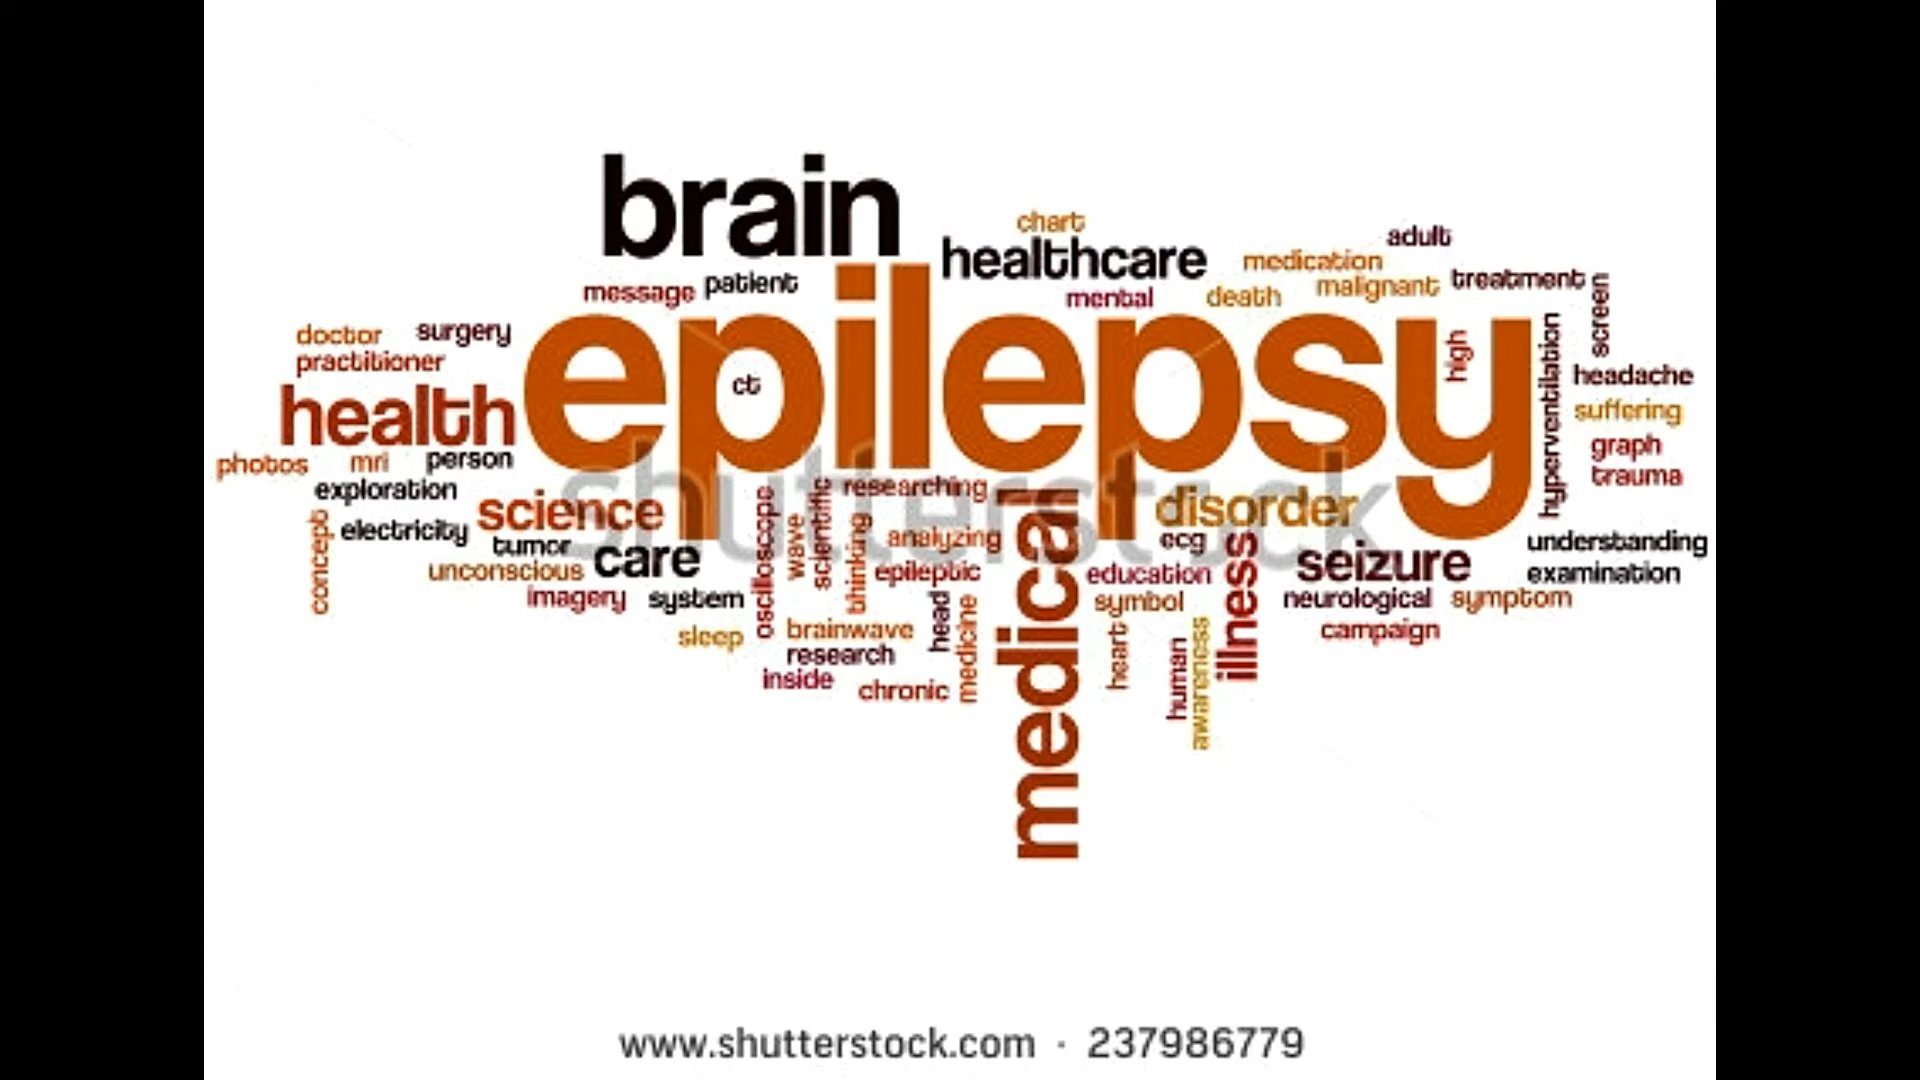 brain
chart
adult
healthcare
medication
message
patient
mental
death
malignant
treatment
screen
doctor
surgery
epilepsy
high
hyperventilation
practitioner
ct
headache
health
suffering
photos
mri
person
graph
trauma
exploration
shutterstock
science
researching
disorder
concept
electricity
oscilloscope
wave
scientific
thinking
analyzing
medical
ecg
tumor
care
seizure
understanding
unconscious
epileptic
education
illness
examination
imagery
system
head
medicine
symbol
neurological
symptom
sleep
brainwave
heart
human
awareness
campaign
research
inside
chronic
www.shutterstock.com · 237986779